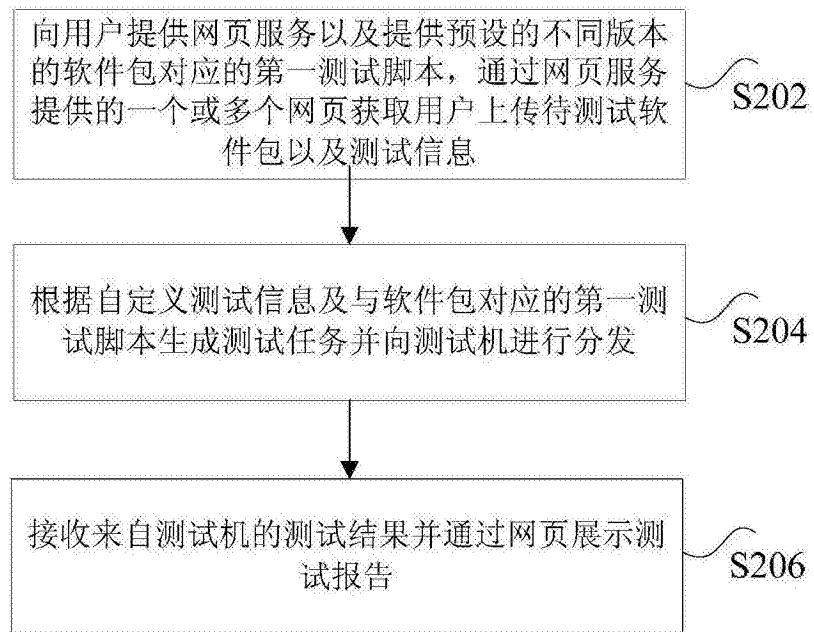 向用户提供网页服务以及提供预设的不同版本
的软件包对应的第一测试脚本，通过网页服务
提供的一个或多个网页获取用户上传待测试软
件包以及测试信息
S202
根据自定义测试信息及与软件包对应的第一测
试脚本生成测试任务并向测试机进行分发
S204
接收来自测试机的测试结果并通过网页展示测
试报告
S206